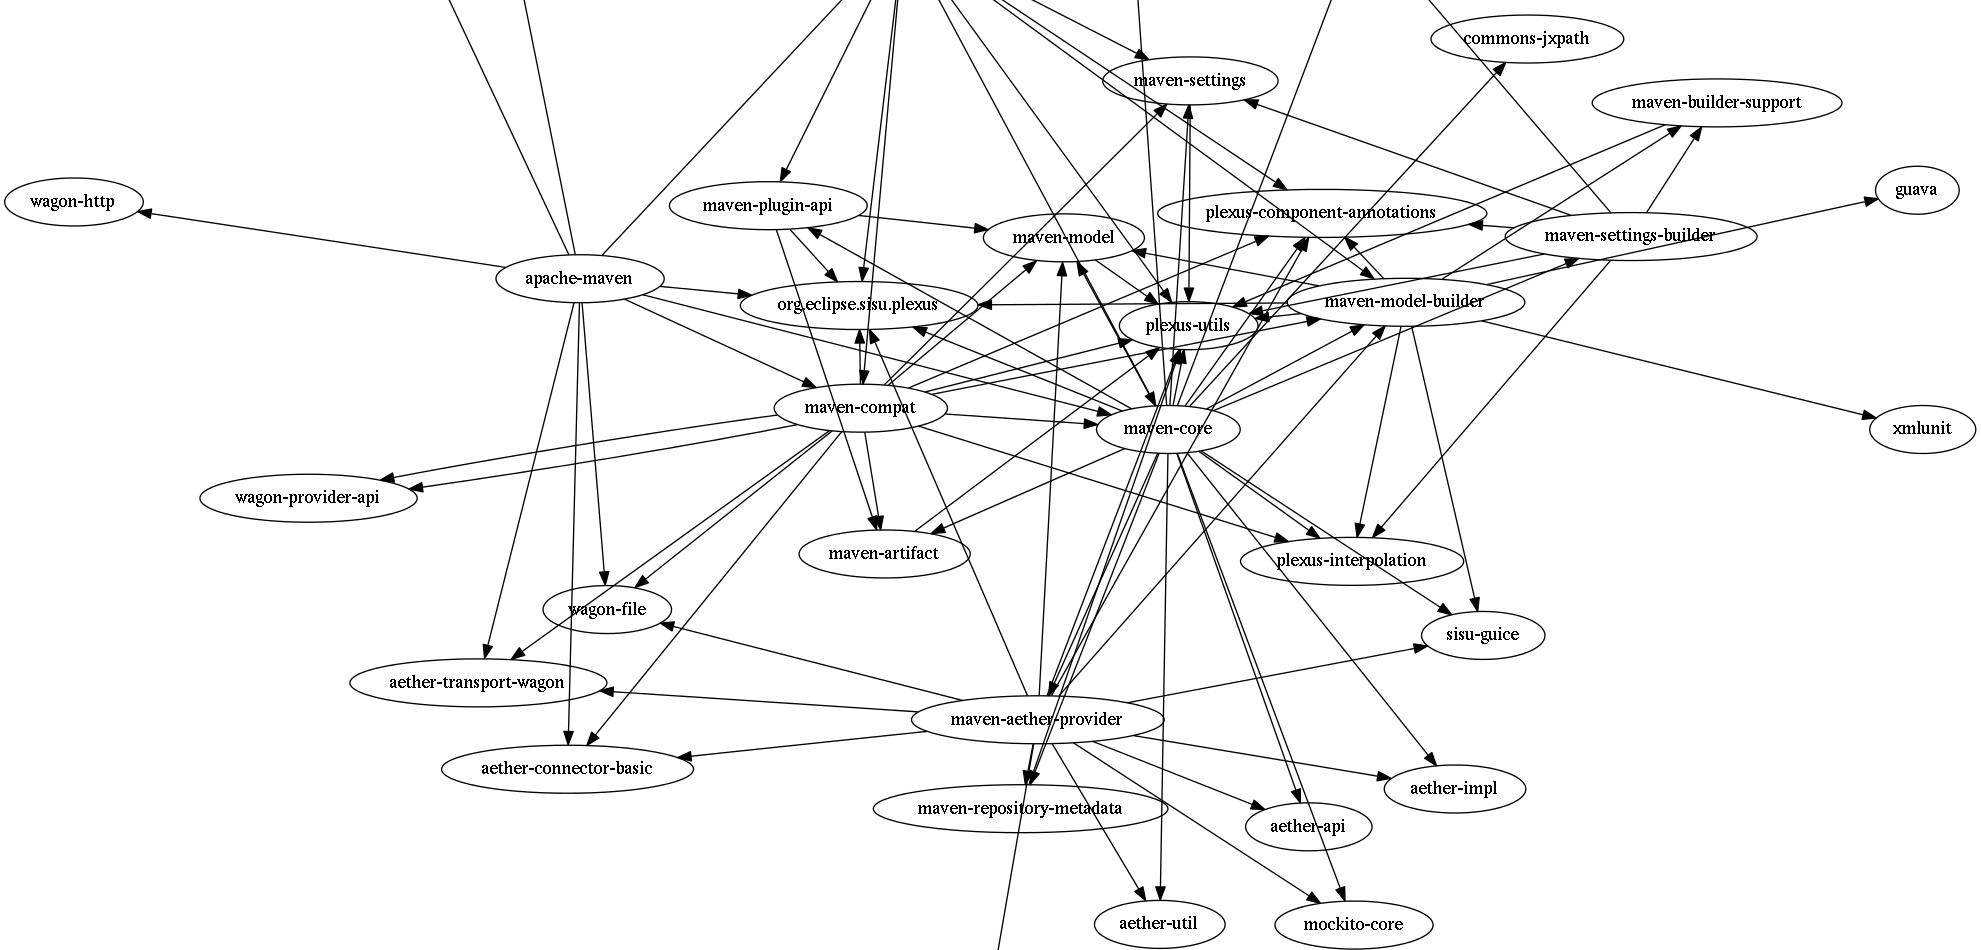 commons-jxpath
maven-settings
maven-builder-support
guava
wagon-http
maven-plugin-api
plexus-component-annotations
maven-model
maven-settings-builder
apache-maven
org.eclipse.sisu.plexus
maven-model-builder
plexus-utils
maven-compat
maven-core
xmlunit
wagon-provider-api
maven-artifact
plexus-interpolation
wagon-file
sisu-guice
aether-transport-wagon
maven-aether-provider
aether-connector-basic
aether-impl
maven-repository-metadata
aether-api
aether-util
mockito-core